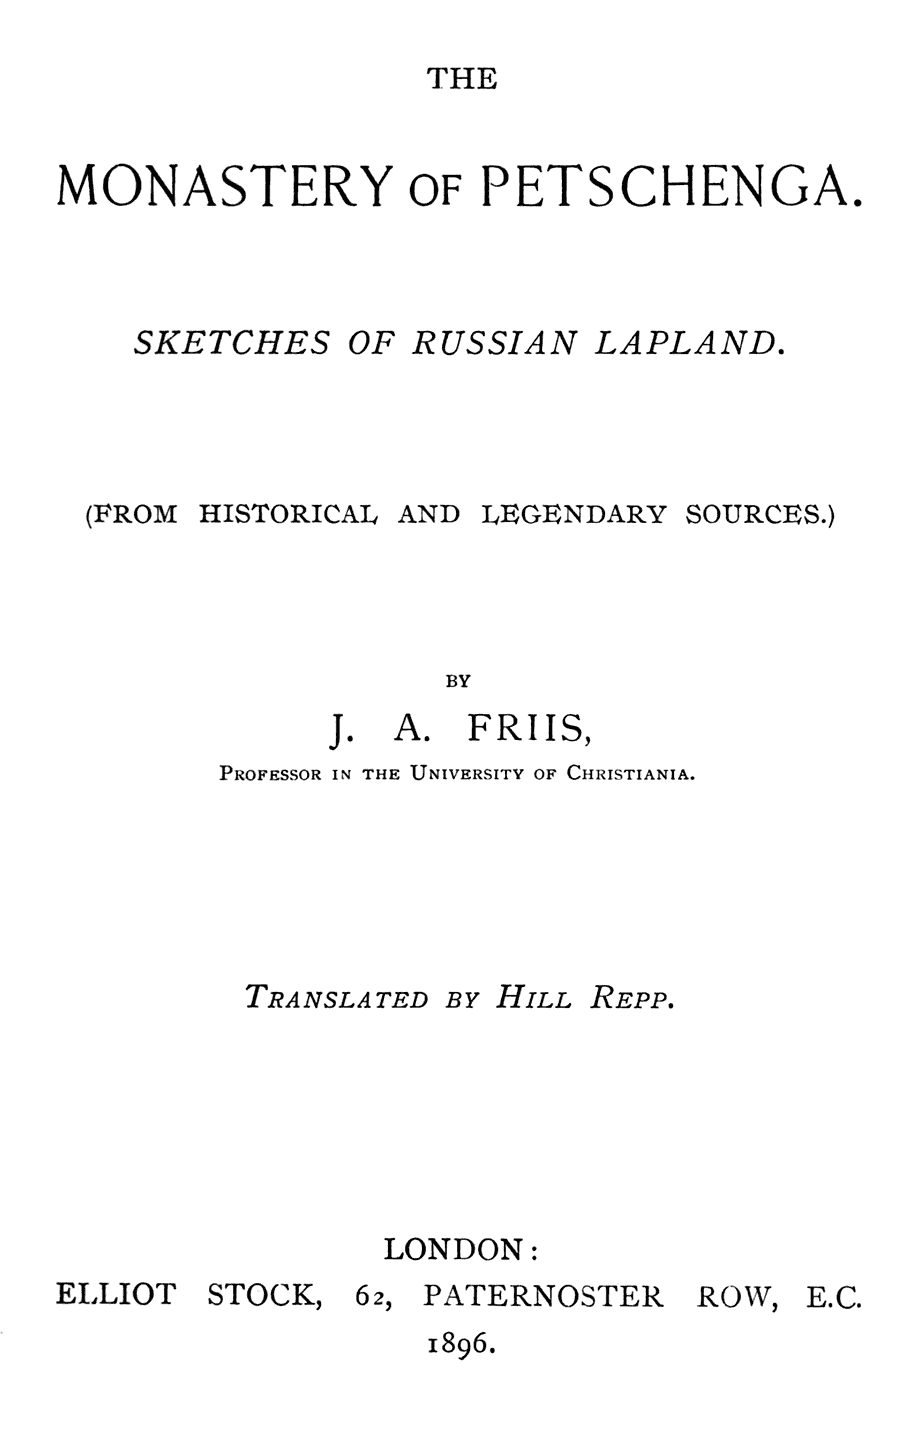 THE
MONASTERY OF PETSCHENGA.
SKETCHES OF RUSSIAN LAPLAND.
(FROM HISTORICAL AND LEGENDARY SOURCES.)
BY
J. A. FRIIS,
PROFESSOR IN THE UNIVERSITY OF CHRISTIANIA.
TRANSLATED BY HILL REPP.
LONDON:
ELLIOT STOCK, 62, PATERNOSTER ROW, E.C.
1896.